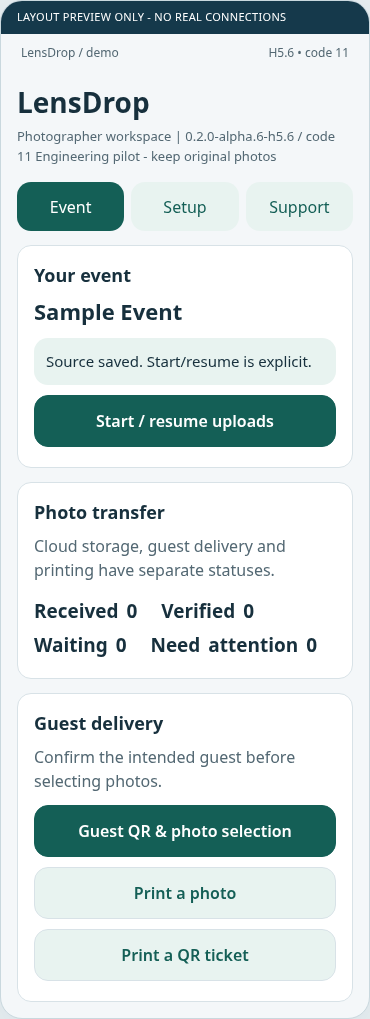 LAYOUT PREVIEW ONLY - NO REAL CONNECTIONS
LensDrop / demo H5.6 • code 11
LensDrop
Photographer workspace | 0.2.0-alpha.6-h5.6 / code
11 Engineering pilot - keep original photos
Event Setup Support
Your event
Sample Event
Source saved. Start/resume is explicit.
Start / resume uploads
Photo transfer
Cloud storage, guest delivery and
printing have separate statuses.
Received 0 Verified 0
Waiting 0 Need attention 0
Guest delivery
Confirm the intended guest before
selecting photos.
Guest QR & photo selection
Print a photo
Print a QR ticket